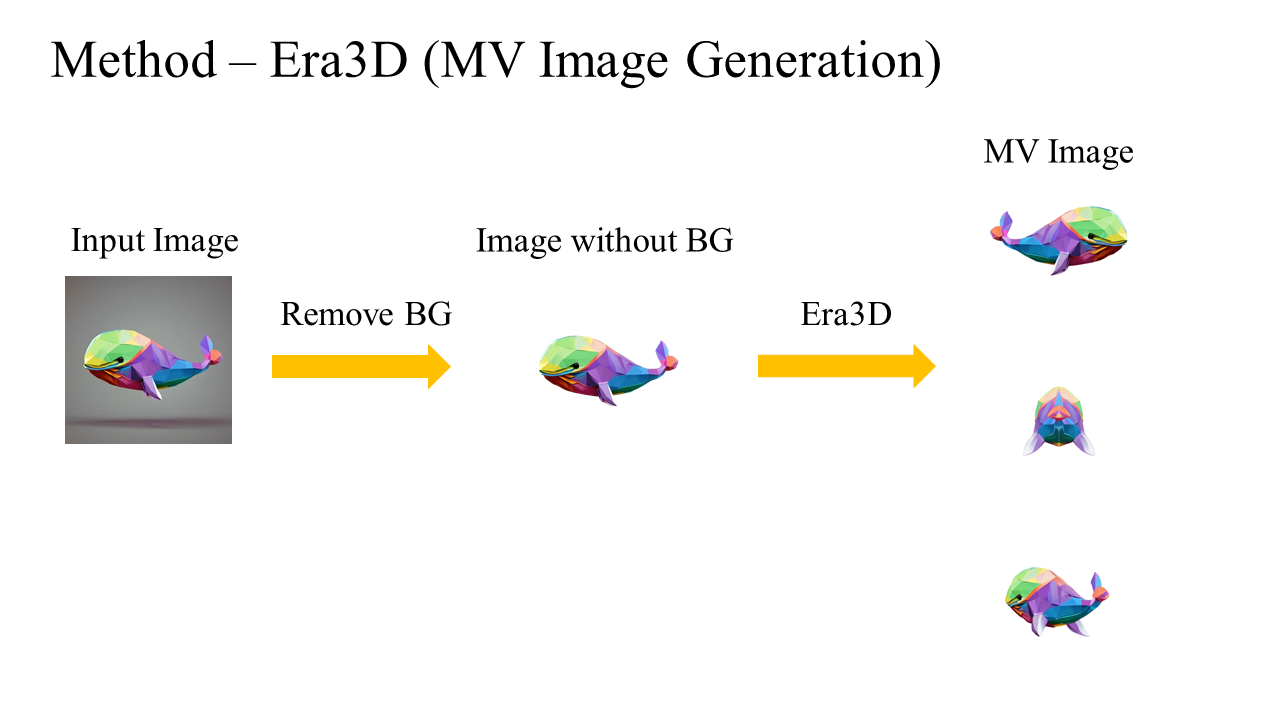 Method – Era3D (MV Image Generation)
MV Image
Input Image
Image without BG
Remove BG
Era3D